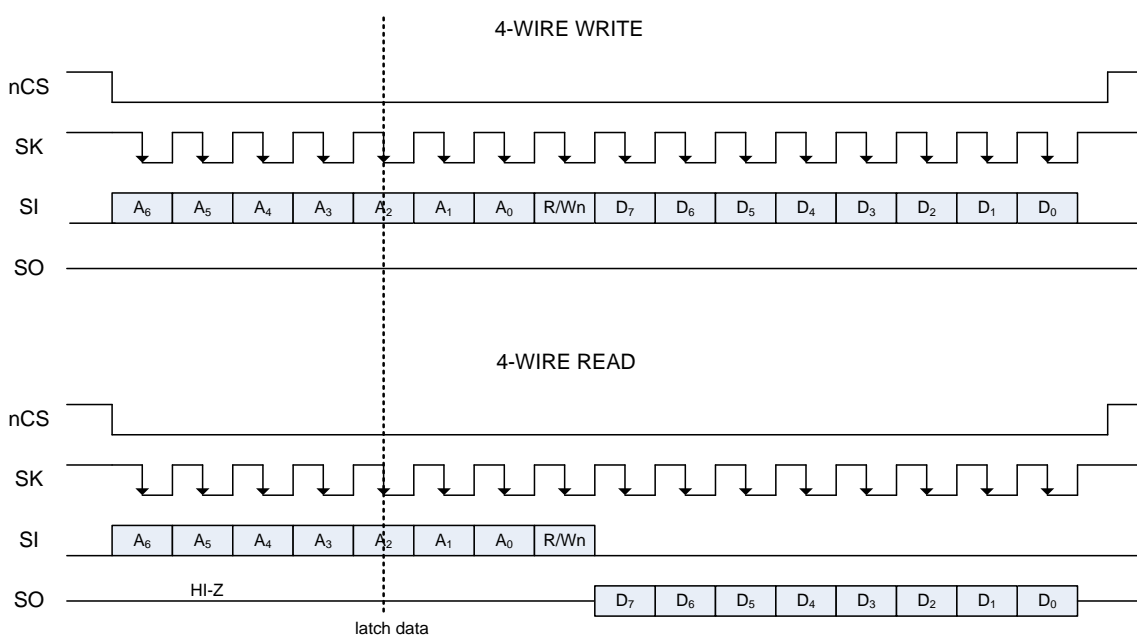 4-WIRE WRITE
nCS
SK
SI A₆ A₅ A₄ A₃ A₂ A₁ A₀ R/Wn D₇ D₆ D₅ D₄ D₃ D₂ D₁ D₀
SO
4-WIRE READ
nCS
SK
SI A₆ A₅ A₄ A₃ A₂ A₁ A₀ R/Wn
SO HI-Z D₇ D₆ D₅ D₄ D₃ D₂ D₁ D₀
latch data